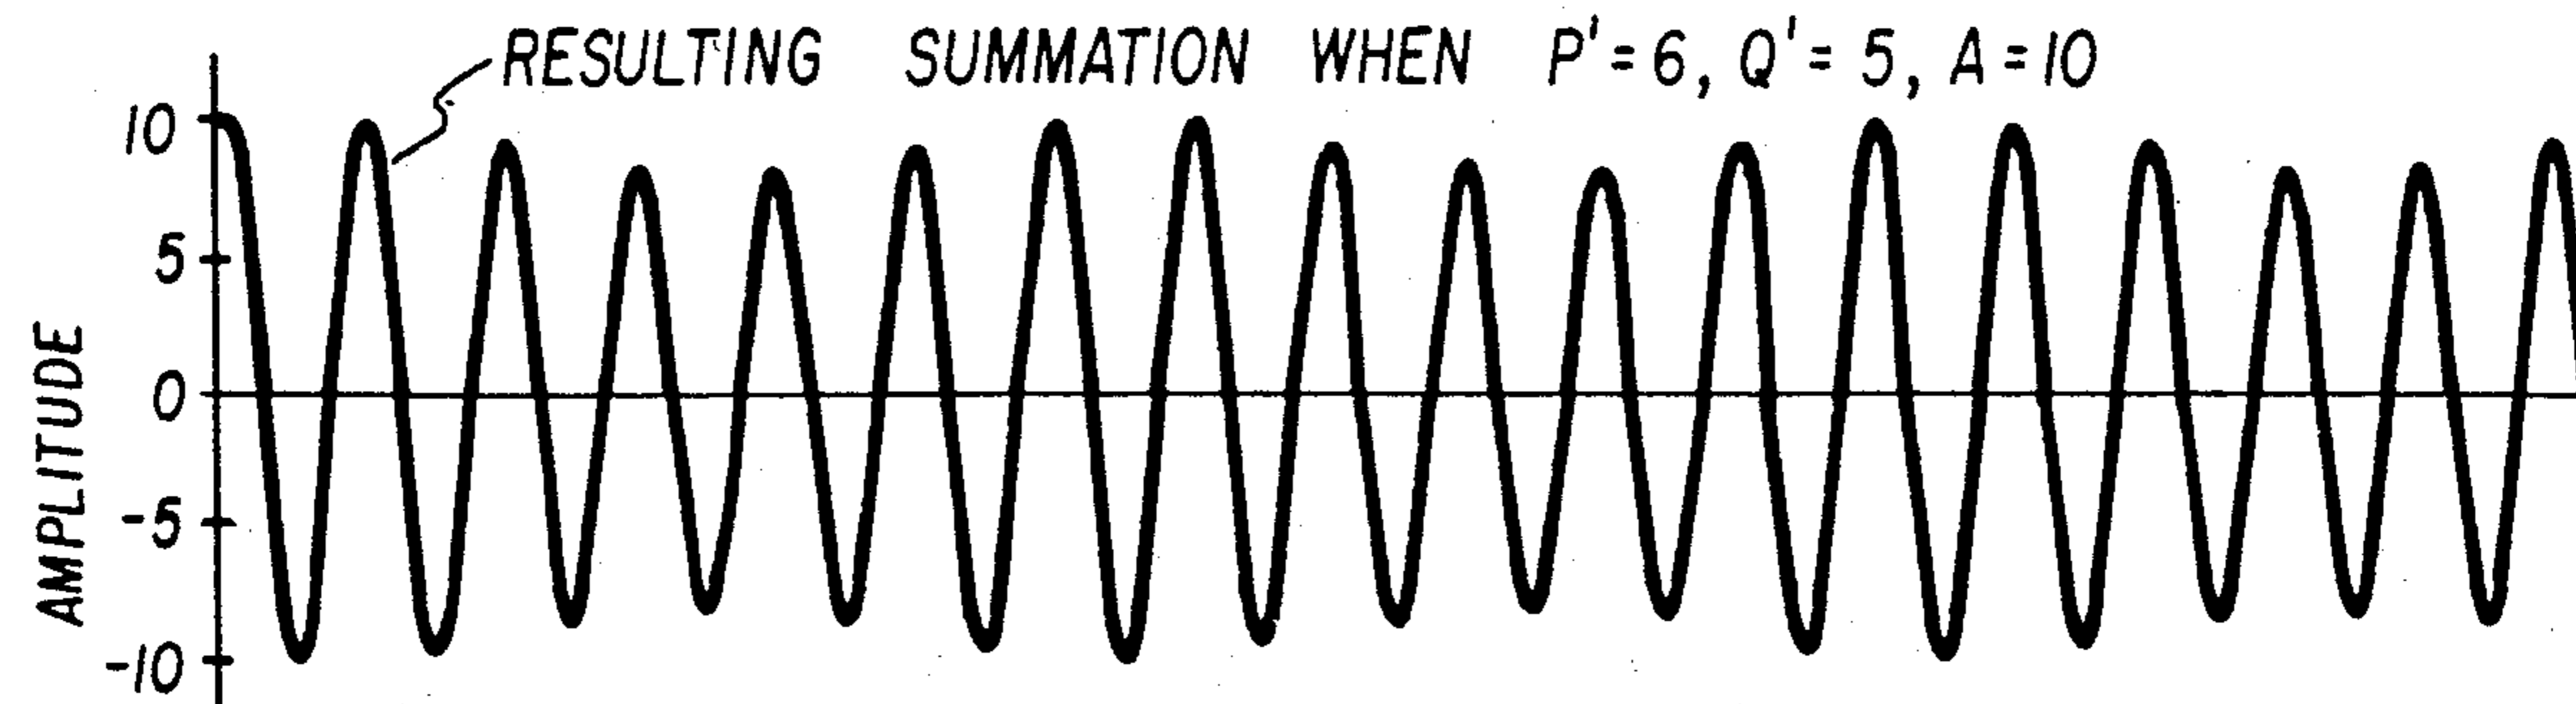 RESULTING SUMMATION WHEN P'=6, Q'=5, A=10
10
5
0
-5
-10
AMPLITUDE